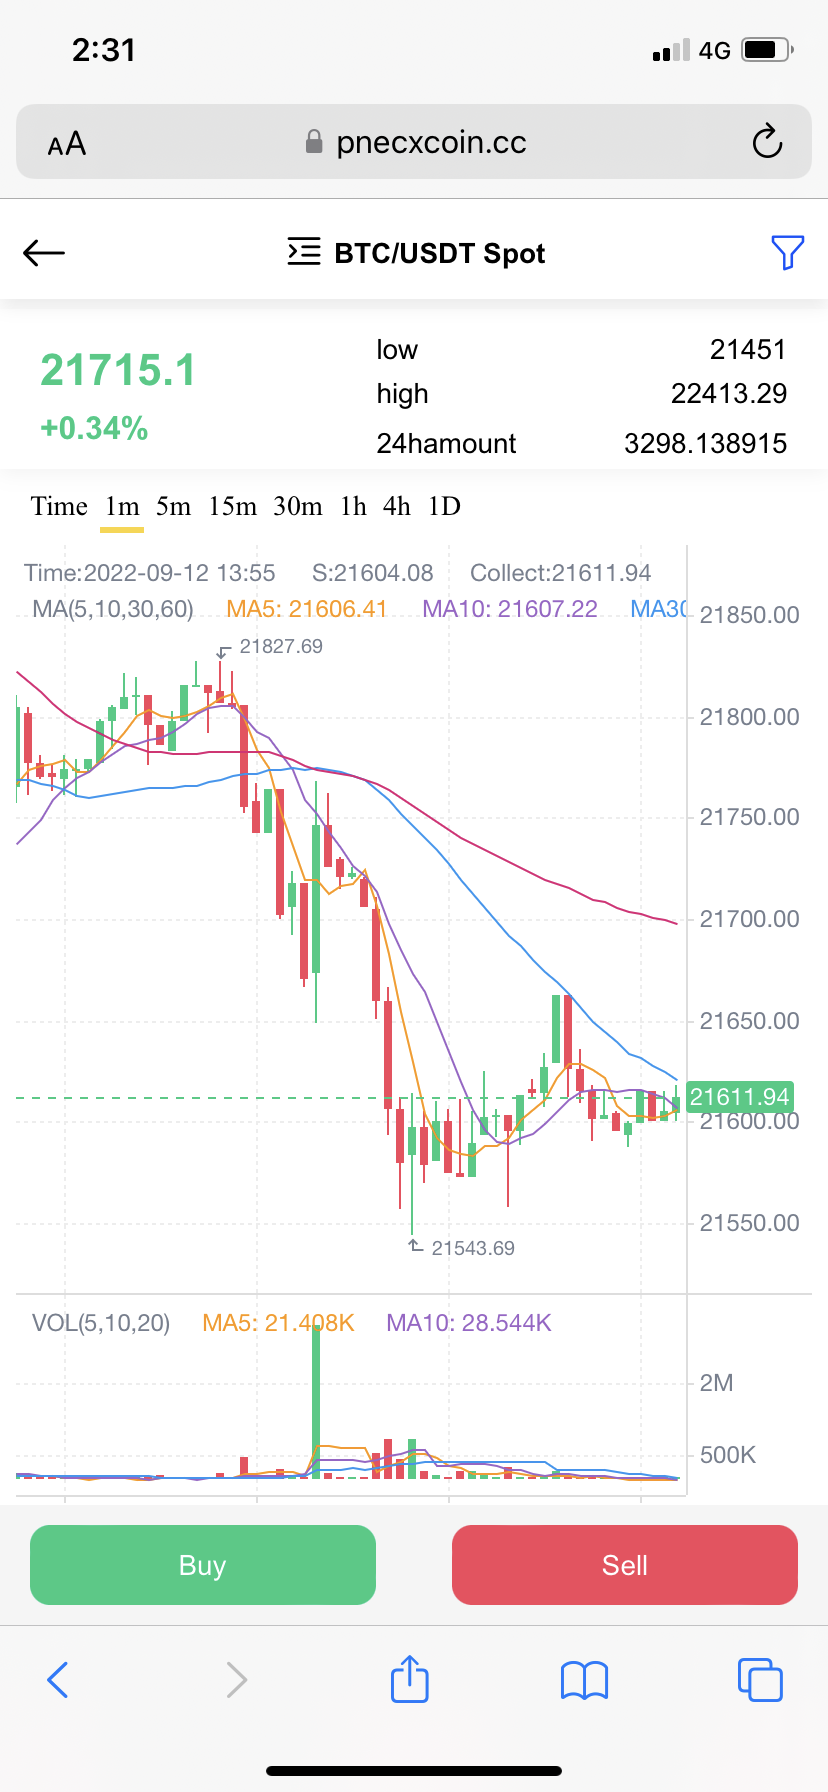 2:31 4G
AA pnecxcoin.cc
BTC/USDT Spot
21715.1
+0.34%
low 21451
high 22413.29
24hamount 3298.138915
Time 1m 5m 15m 30m 1h 4h 1D
Time:2022-09-12 13:55 S:21604.08 Collect:21611.94
MA(5,10,30,60) MA5: 21606.41 MA10: 21607.22 MA30
21850.00
21827.69
21800.00
21750.00
21700.00
21650.00
21611.94
21600.00
21550.00
21543.69
VOL(5,10,20) MA5: 21.408K MA10: 28.544K
2M
500K
Buy Sell